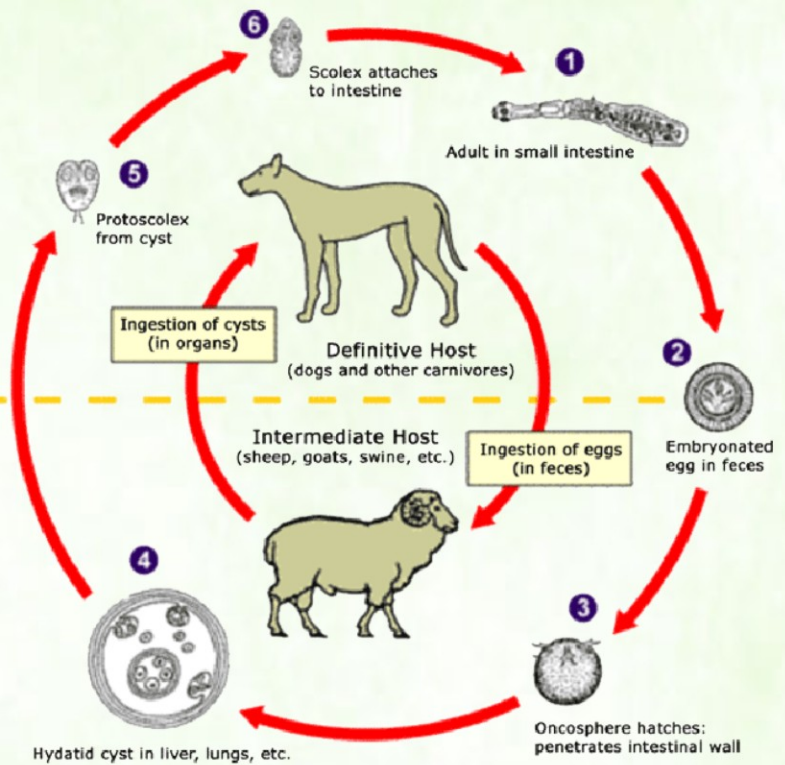 6
Scolex attaches
to intestine
1
Adult in small intestine
5
Protoscolex
from cyst
Ingestion of cysts
(in organs)
Definitive Host
(dogs and other carnivores)
2
Embryonated
egg in feces
Intermediate Host
(sheep, goats, swine, etc.)
Ingestion of eggs
(in feces)
4
Hydatid cyst in liver, lungs, etc.
3
Oncosphere hatches:
penetrates intestinal wall